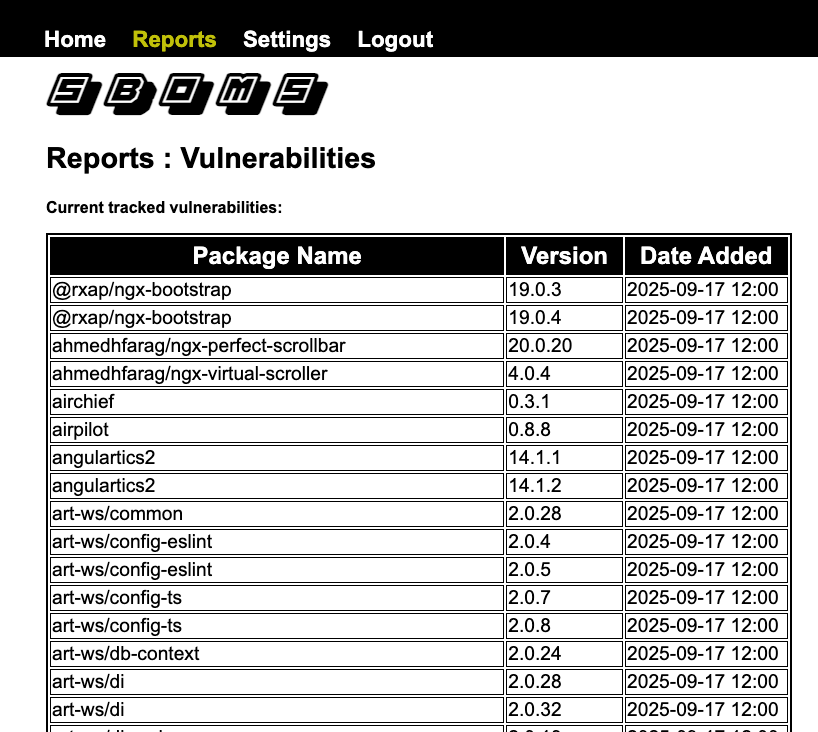 Home Reports Settings Logout
SBOMS
Reports : Vulnerabilities
Current tracked vulnerabilities:
Package Name Version Date Added
@rxap/ngx-bootstrap 19.0.3 2025-09-17 12:00
@rxap/ngx-bootstrap 19.0.4 2025-09-17 12:00
ahmedhfarag/ngx-perfect-scrollbar 20.0.20 2025-09-17 12:00
ahmedhfarag/ngx-virtual-scroller 4.0.4 2025-09-17 12:00
airchief 0.3.1 2025-09-17 12:00
airpilot 0.8.8 2025-09-17 12:00
angulartics2 14.1.1 2025-09-17 12:00
angulartics2 14.1.2 2025-09-17 12:00
art-ws/common 2.0.28 2025-09-17 12:00
art-ws/config-eslint 2.0.4 2025-09-17 12:00
art-ws/config-eslint 2.0.5 2025-09-17 12:00
art-ws/config-ts 2.0.7 2025-09-17 12:00
art-ws/config-ts 2.0.8 2025-09-17 12:00
art-ws/db-context 2.0.24 2025-09-17 12:00
art-ws/di 2.0.28 2025-09-17 12:00
art-ws/di 2.0.32 2025-09-17 12:00